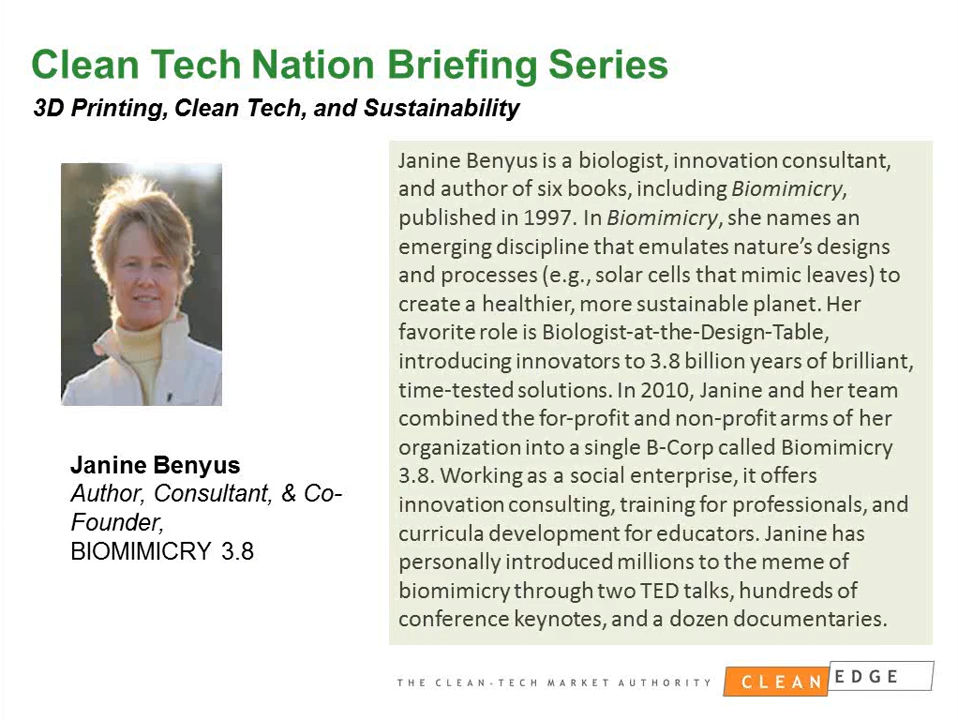 Clean Tech Nation Briefing Series
3D Printing, Clean Tech, and Sustainability
Janine Benyus is a biologist, innovation consultant,
and author of six books, including Biomimicry,
published in 1997. In Biomimicry, she names an
emerging discipline that emulates nature’s designs
and processes (e.g., solar cells that mimic leaves) to
create a healthier, more sustainable planet. Her
favorite role is Biologist-at-the-Design-Table,
introducing innovators to 3.8 billion years of brilliant,
time-tested solutions. In 2010, Janine and her team
combined the for-profit and non-profit arms of her
organization into a single B-Corp called Biomimicry
3.8. Working as a social enterprise, it offers
innovation consulting, training for professionals, and
curricula development for educators. Janine has
personally introduced millions to the meme of
biomimicry through two TED talks, hundreds of
conference keynotes, and a dozen documentaries.
Janine Benyus
Author, Consultant, & Co-
Founder,
BIOMIMICRY 3.8
THE CLEAN-TECH MARKET AUTHORITY
CLEAN EDGE